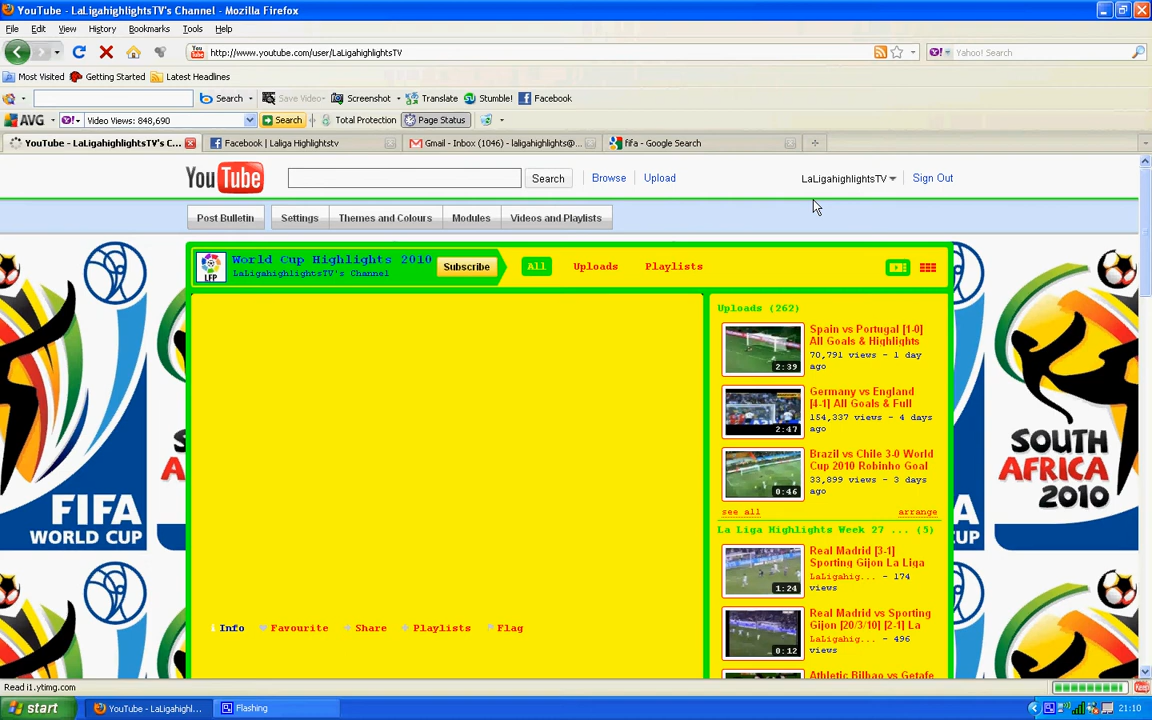 YouTube - LaLigahighlightsTV's Channel - Mozilla Firefox
File Edit View History Bookmarks Tools Help
http://www.youtube.com/user/LaLigahighlightsTV
Yahoo! Search
Most Visited Getting Started Latest Headlines
Search Save Video Screenshot Translate Stumble! Facebook
AVG Video Views: 848,690 Search Total Protection Page Status
YouTube - LaLigahighlightsTV's C... Facebook | Laliga Highlightstv Gmail - Inbox (1046) - laligahighlights@... fifa - Google Search
YouTube Search Browse Upload LaLigahighlightsTV Sign Out
Post Bulletin Settings Themes and Colours Modules Videos and Playlists
LFP
World Cup Highlights 2010
LaLigahighlightsTV's Channel
Subscribe All Uploads Playlists
Uploads (262)
Spain vs Portugal [1-0]
All Goals & Highlights
70,791 views - 1 day
ago
2:39
Germany vs England
[4-1] All Goals & Full
154,337 views - 4 days
ago
2:47
Brazil vs Chile 3-0 World
Cup 2010 Robinho Goal
33,899 views - 3 days
ago
0:46
see all arrange
La Liga Highlights Week 27 ... (5)
Real Madrid [3-1]
Sporting Gijon La Liga
LaLigahig... - 174
views
1:24
Real Madrid vs Sporting
Gijon [20/3/10] [2-1] La
LaLigahig... - 496
views
0:12
Athletic Bilbao vs Getafe
Info Favourite Share Playlists Flag
FIFA
WORLD CUP
SOUTH
AFRICA
2010
Read i1.ytimg.com
start YouTube - LaLigahighl... Flashing 21:10